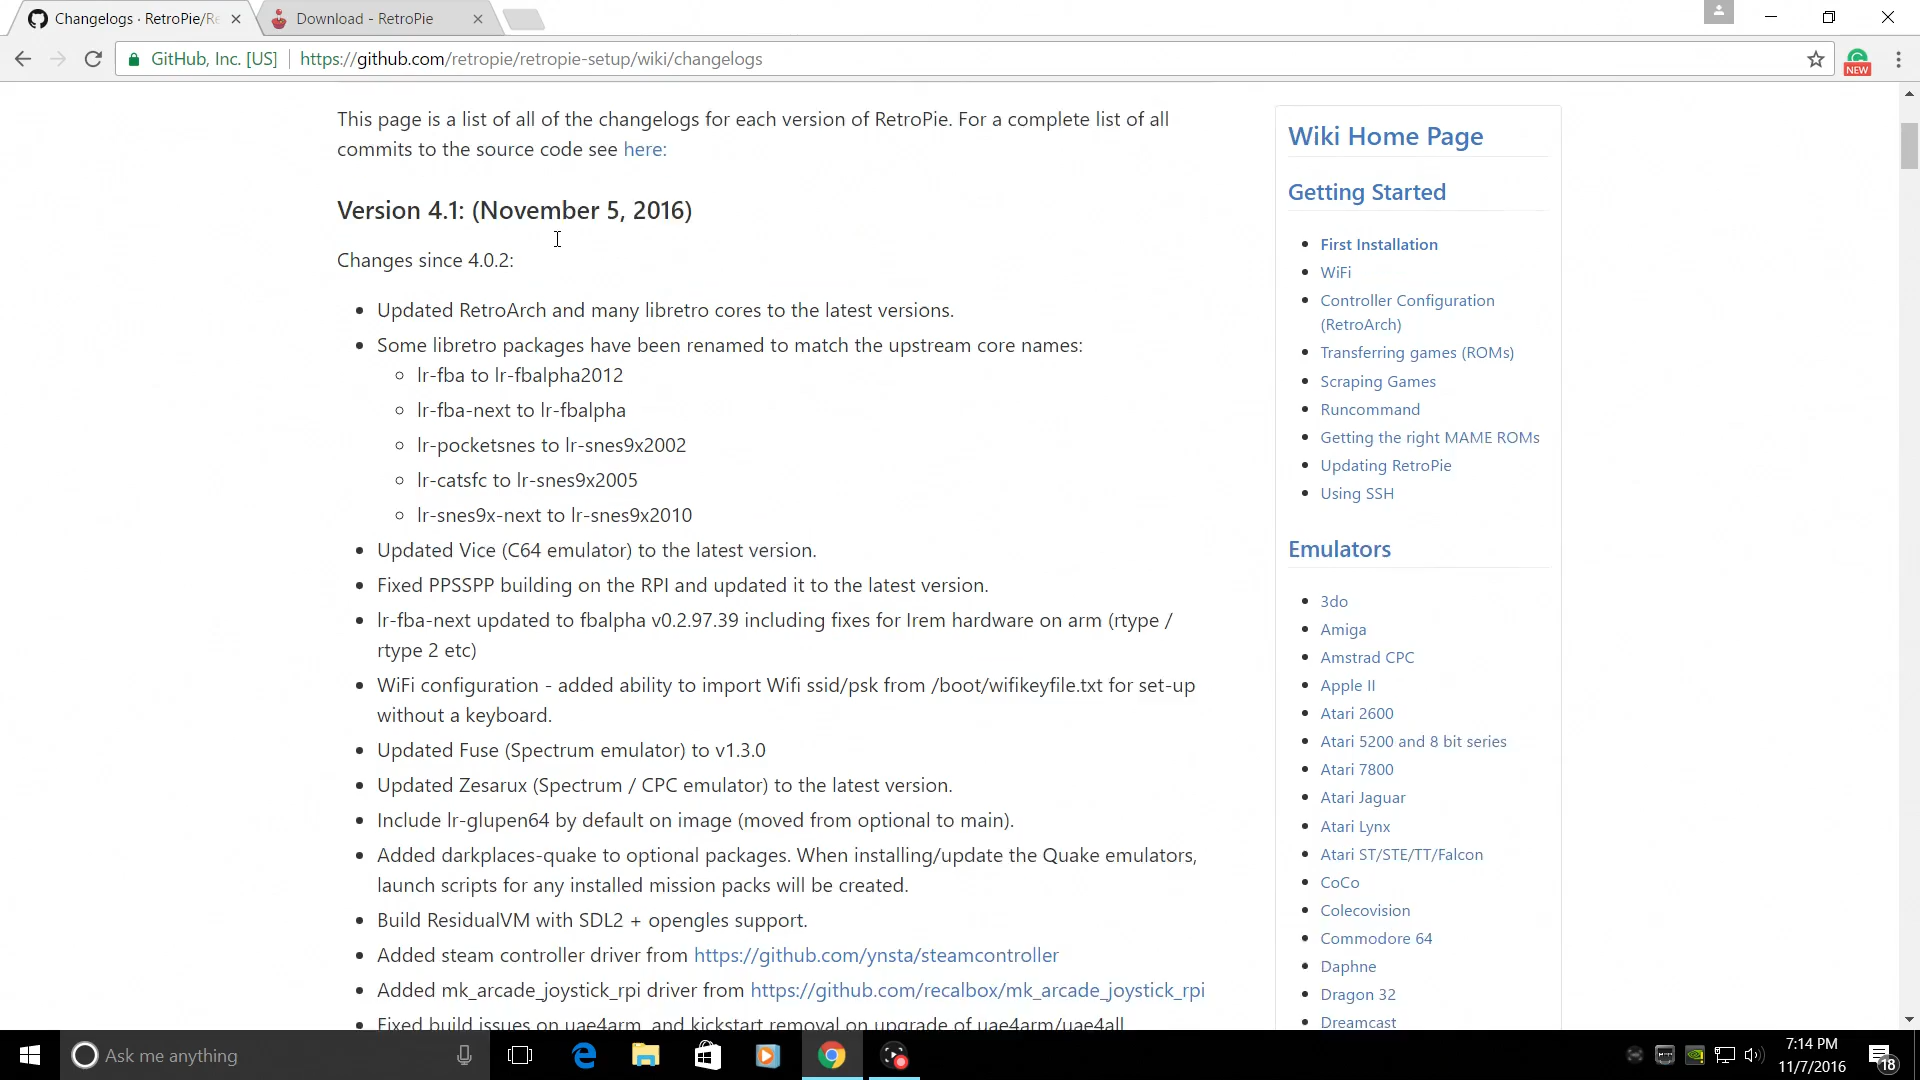 Changelogs · RetroPie/Re
Download - RetroPie
GitHub, Inc. [US]
https://github.com/retropie/retropie-setup/wiki/changelogs
NEW
This page is a list of all of the changelogs for each version of RetroPie. For a complete list of all
commits to the source code see here:
Version 4.1: (November 5, 2016)
Changes since 4.0.2:
Updated RetroArch and many libretro cores to the latest versions.
Some libretro packages have been renamed to match the upstream core names:
lr-fba to lr-fbalpha2012
lr-fba-next to lr-fbalpha
lr-pocketsnes to lr-snes9x2002
lr-catsfc to lr-snes9x2005
lr-snes9x-next to lr-snes9x2010
Updated Vice (C64 emulator) to the latest version.
Fixed PPSSPP building on the RPI and updated it to the latest version.
lr-fba-next updated to fbalpha v0.2.97.39 including fixes for Irem hardware on arm (rtype /
rtype 2 etc)
WiFi configuration - added ability to import Wifi ssid/psk from /boot/wifikeyfile.txt for set-up
without a keyboard.
Updated Fuse (Spectrum emulator) to v1.3.0
Updated Zesarux (Spectrum / CPC emulator) to the latest version.
Include lr-glupen64 by default on image (moved from optional to main).
Added darkplaces-quake to optional packages. When installing/update the Quake emulators,
launch scripts for any installed mission packs will be created.
Build ResidualVM with SDL2 + opengles support.
Added steam controller driver from https://github.com/ynsta/steamcontroller
Added mk_arcade_joystick_rpi driver from https://github.com/recalbox/mk_arcade_joystick_rpi
Fixed build issues on uae4arm, and kickstart removal on upgrade of uae4arm/uae4all
Wiki Home Page
Getting Started
First Installation
WiFi
Controller Configuration
(RetroArch)
Transferring games (ROMs)
Scraping Games
Runcommand
Getting the right MAME ROMs
Updating RetroPie
Using SSH
Emulators
3do
Amiga
Amstrad CPC
Apple II
Atari 2600
Atari 5200 and 8 bit series
Atari 7800
Atari Jaguar
Atari Lynx
Atari ST/STE/TT/Falcon
CoCo
Colecovision
Commodore 64
Daphne
Dragon 32
Dreamcast
Ask me anything
7:14 PM
11/7/2016
18